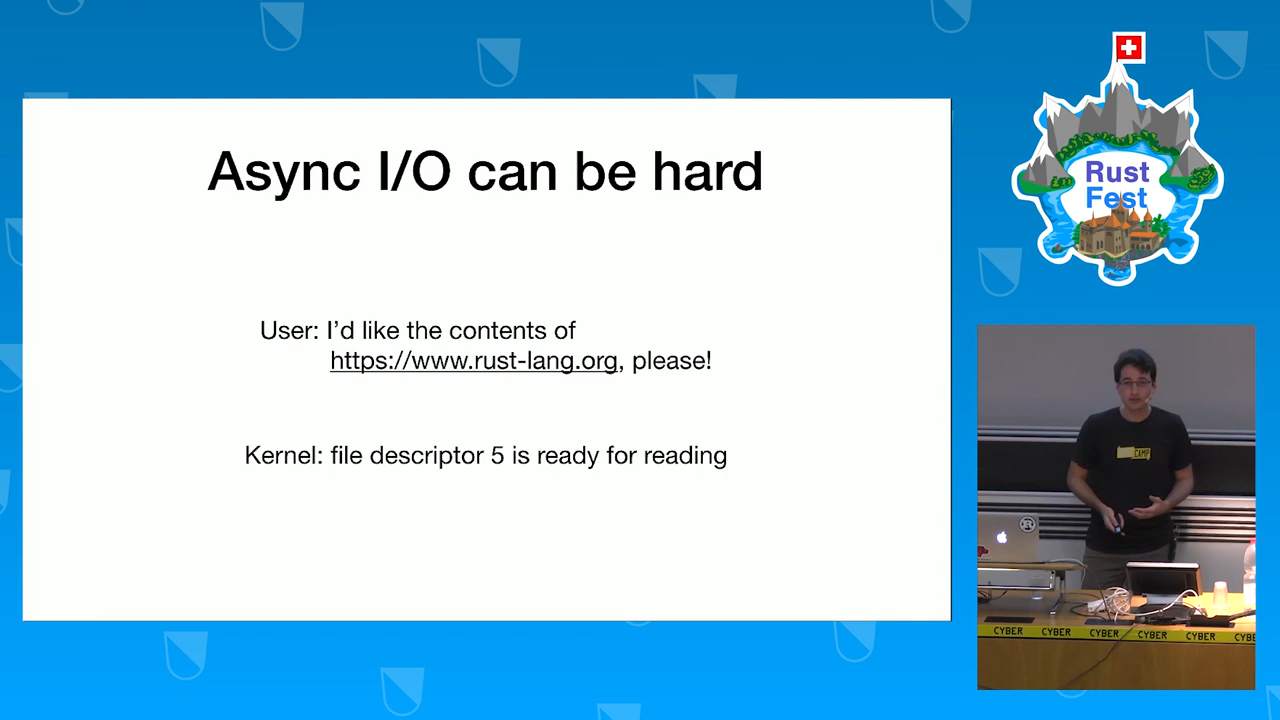 Async I/O can be hard
User: I’d like the contents of
https://www.rust-lang.org, please!
Kernel: file descriptor 5 is ready for reading
Rust
Fest
CAMP
R
CYBER CYBER CYBER CYBER CYBER